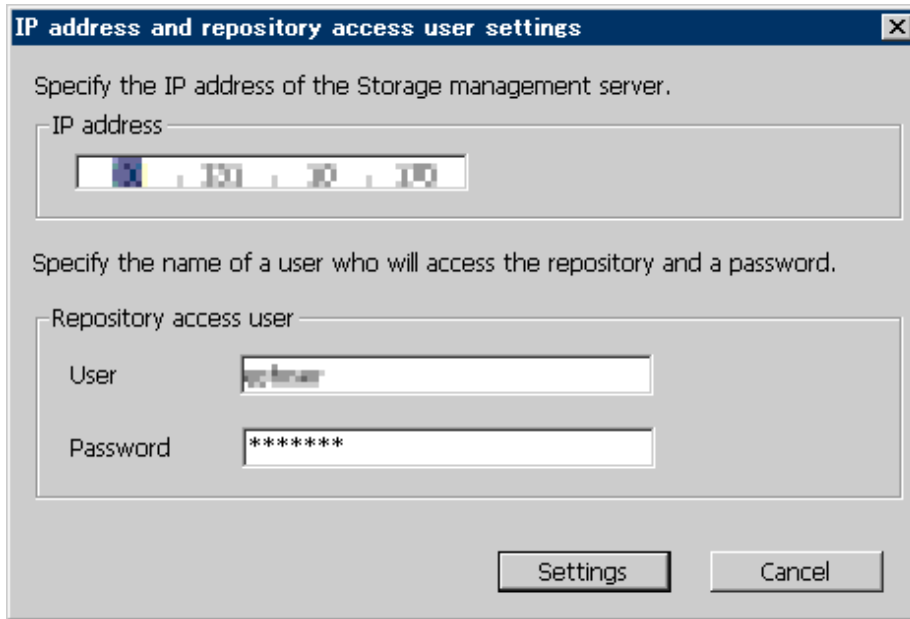 IP address and repository access user settings
Specify the IP address of the Storage management server.
IP address
Specify the name of a user who will access the repository and a password.
Repository access user
User
Password
*******
Settings
Cancel